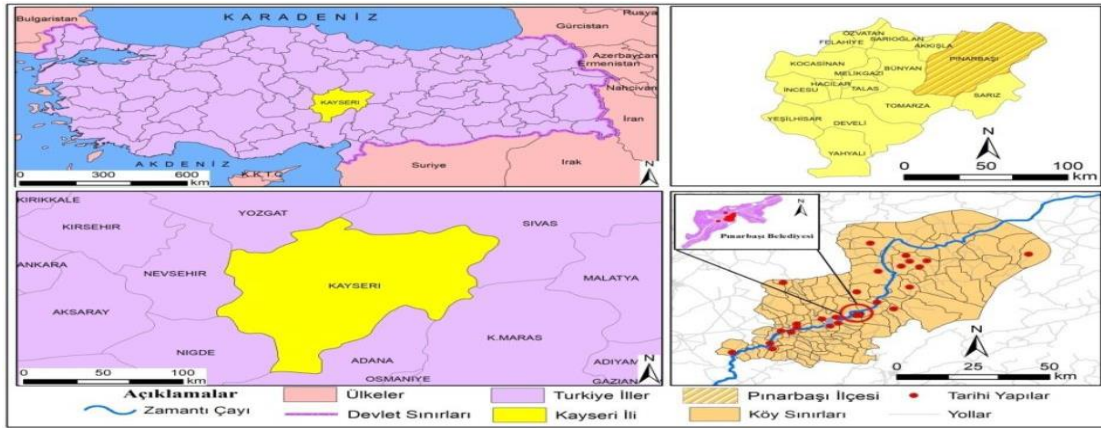 Bulgaristan
KARADENİZ
Rusya
Gürcistan
Azerbaycan
Ermenistan
Nahcivan
İran
KAYSERI
AKDENİZ
K.K.T.C
Suriye
Irak
N
0 300 600
km
ÖZVATAN
SARIOĞLAN
FELAHİYE
AKKIŞLA
KOCASİNAN
PINARBAŞI
BÜNYAN
MELİKGAZİ
HACILAR
İNCESU
TALAS
SARIZ
TOMARZA
YEŞİLHİSAR
DEVELİ
YAHYALI
N
0 50 100
km
KIRIKKALE
YOZGAT
SIVAS
KIRSEHIR
ANKARA
NEVSEHIR
MALATYA
KAYSERI
AKSARAY
K.MARAS
NIGDE
ADANA
ADIYAM
OSMANIYE
GAZIAN
N
0 50 100
km
N
Pınarbaşı Belediyesi
N
0 25 50
km
Açıklamalar
Ülkeler
Turkiye İller
Pınarbaşı İlçesi
Tarihi Yapılar
Zamantı Çayı
Devlet Sınırları
Kayseri İli
Köy Sınırları
Yollar